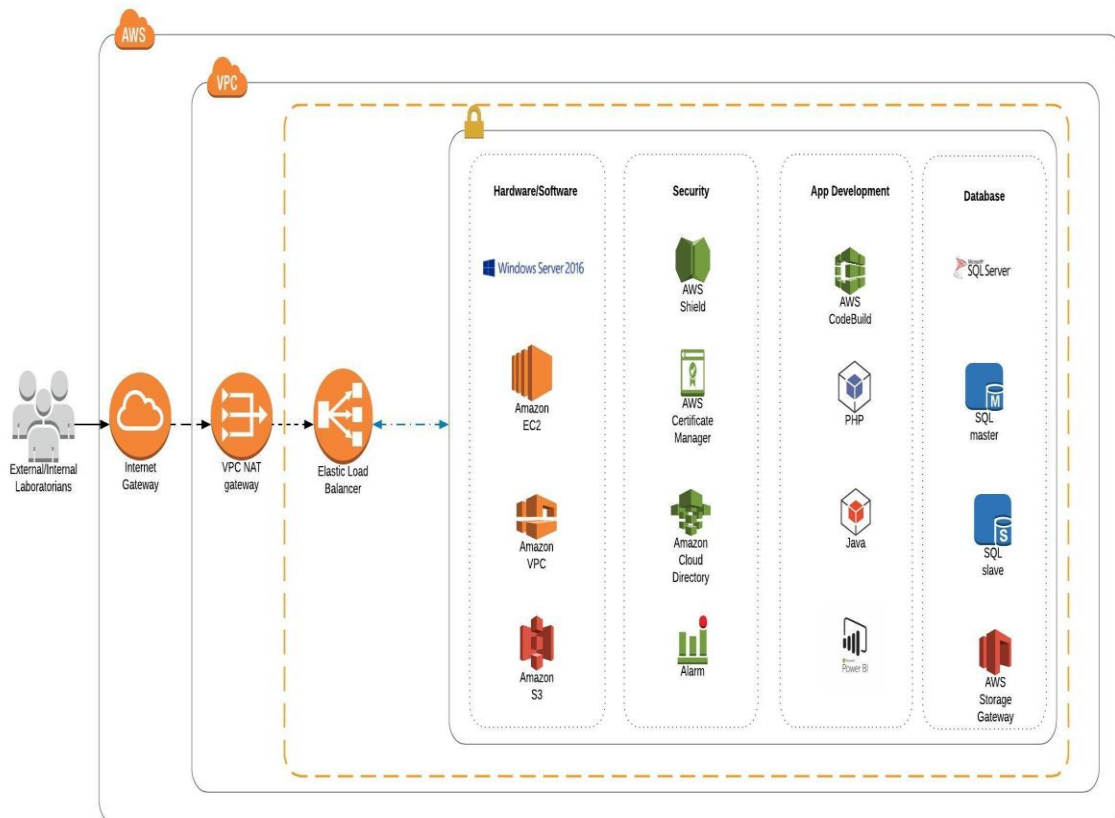 AWS
VPC
Hardware/Software
Security
App Development
Database
Windows Server 2016
AWS
Shield
AWS
CodeBuild
Microsoft
SQL Server
Amazon
EC2
AWS
Certificate
Manager
PHP
M
SQL
master
External/Internal
Laboratorians
Internet
Gateway
VPC NAT
gateway
Elastic Load
Balancer
Amazon
VPC
Amazon
Cloud
Directory
Java
S
SQL
slave
Amazon
S3
Alarm
Microsoft
Power BI
AWS
Storage
Gateway